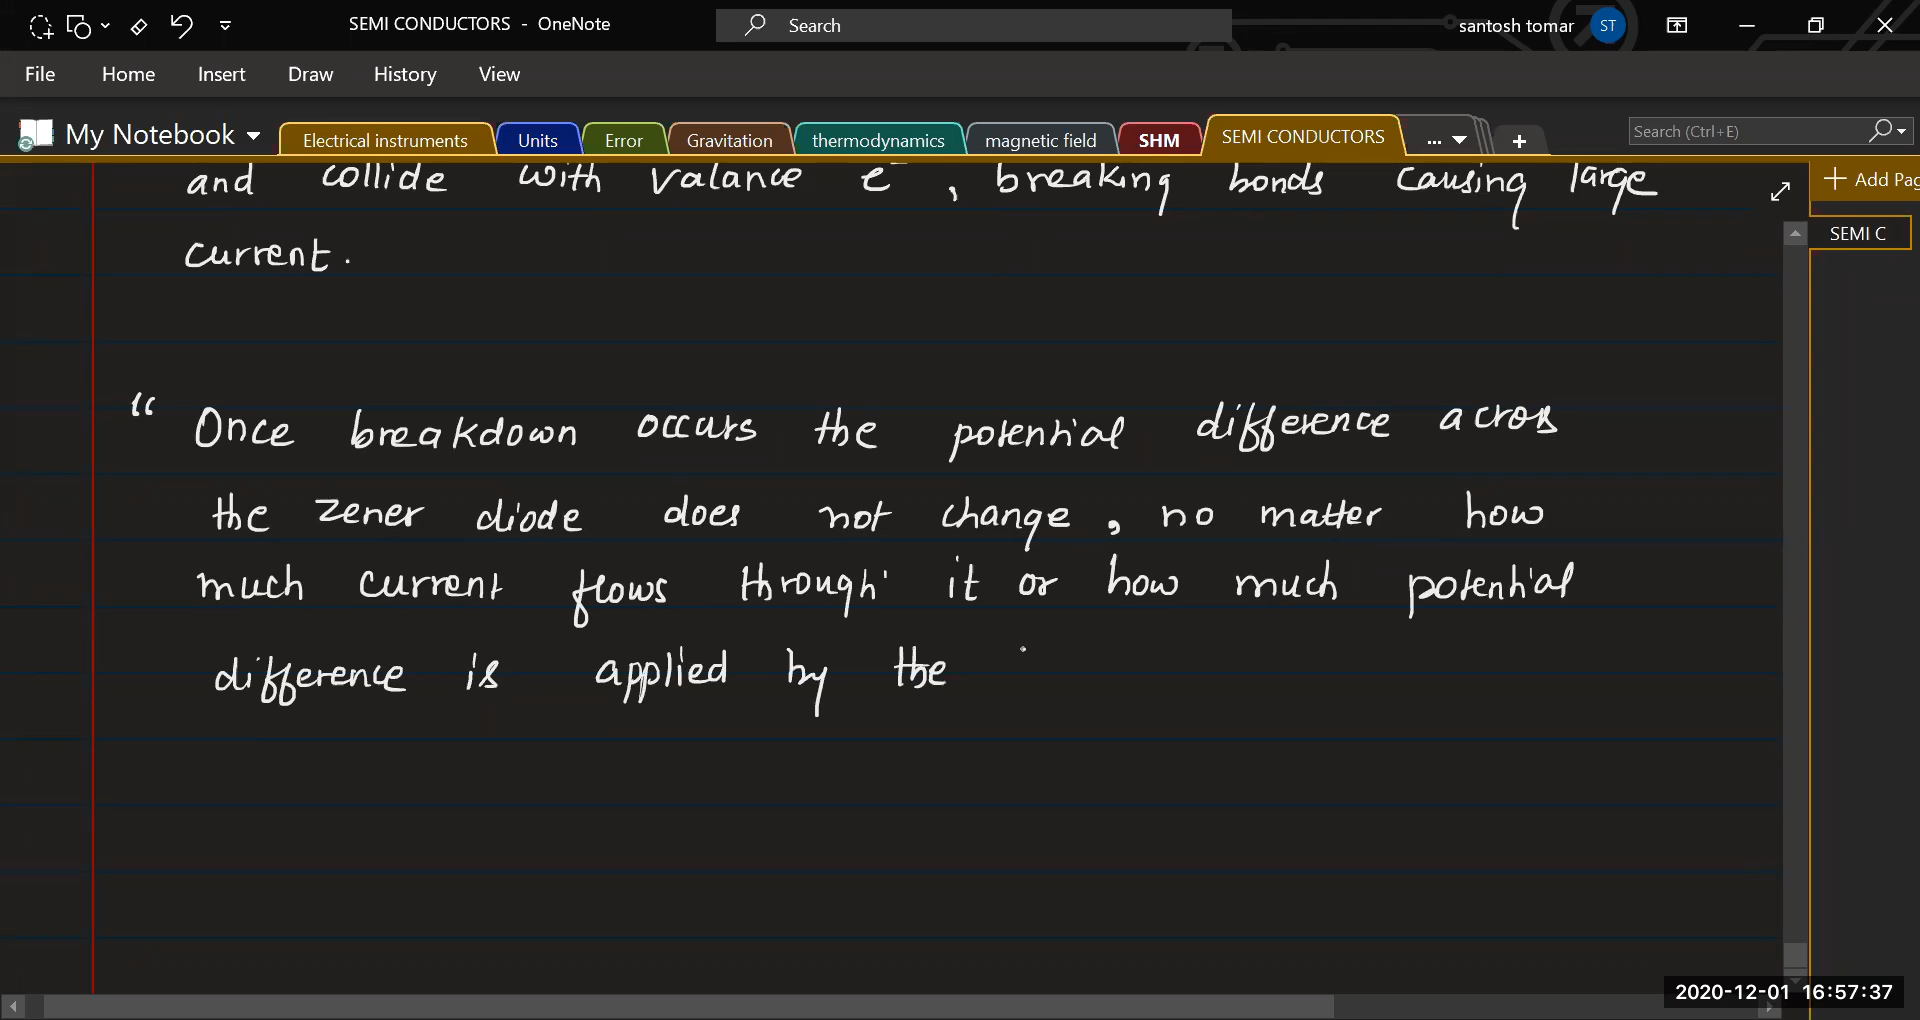 SEMI CONDUCTORS - OneNote
Search
santosh tomar ST
File Home Insert Draw History View
My Notebook Electrical instruments Units Error Gravitation thermodynamics magnetic field SHM SEMI CONDUCTORS ... + Search (Ctrl+E)
+ Add Pag
SEMI C
and collide with valance e⁻, breaking bonds causing large
current.
“ Once breakdown occurs the potential difference across
the zener diode does not change, no matter how
much current flows through it or how much potential
difference is applied by the
2020-12-01 16:57:37